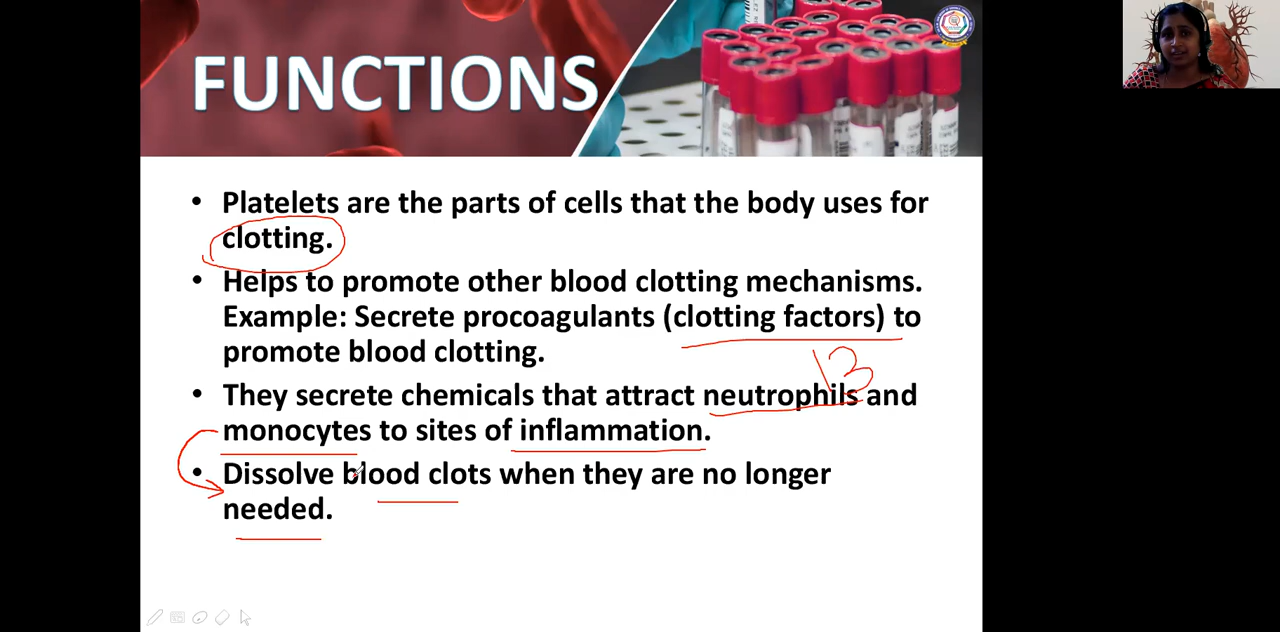 FUNCTIONS
• Platelets are the parts of cells that the body uses for
clotting.
• Helps to promote other blood clotting mechanisms.
Example: Secrete procoagulants (clotting factors) to
promote blood clotting.
13
• They secrete chemicals that attract neutrophils and
monocytes to sites of inflammation.
• Dissolve blood clots when they are no longer
needed.